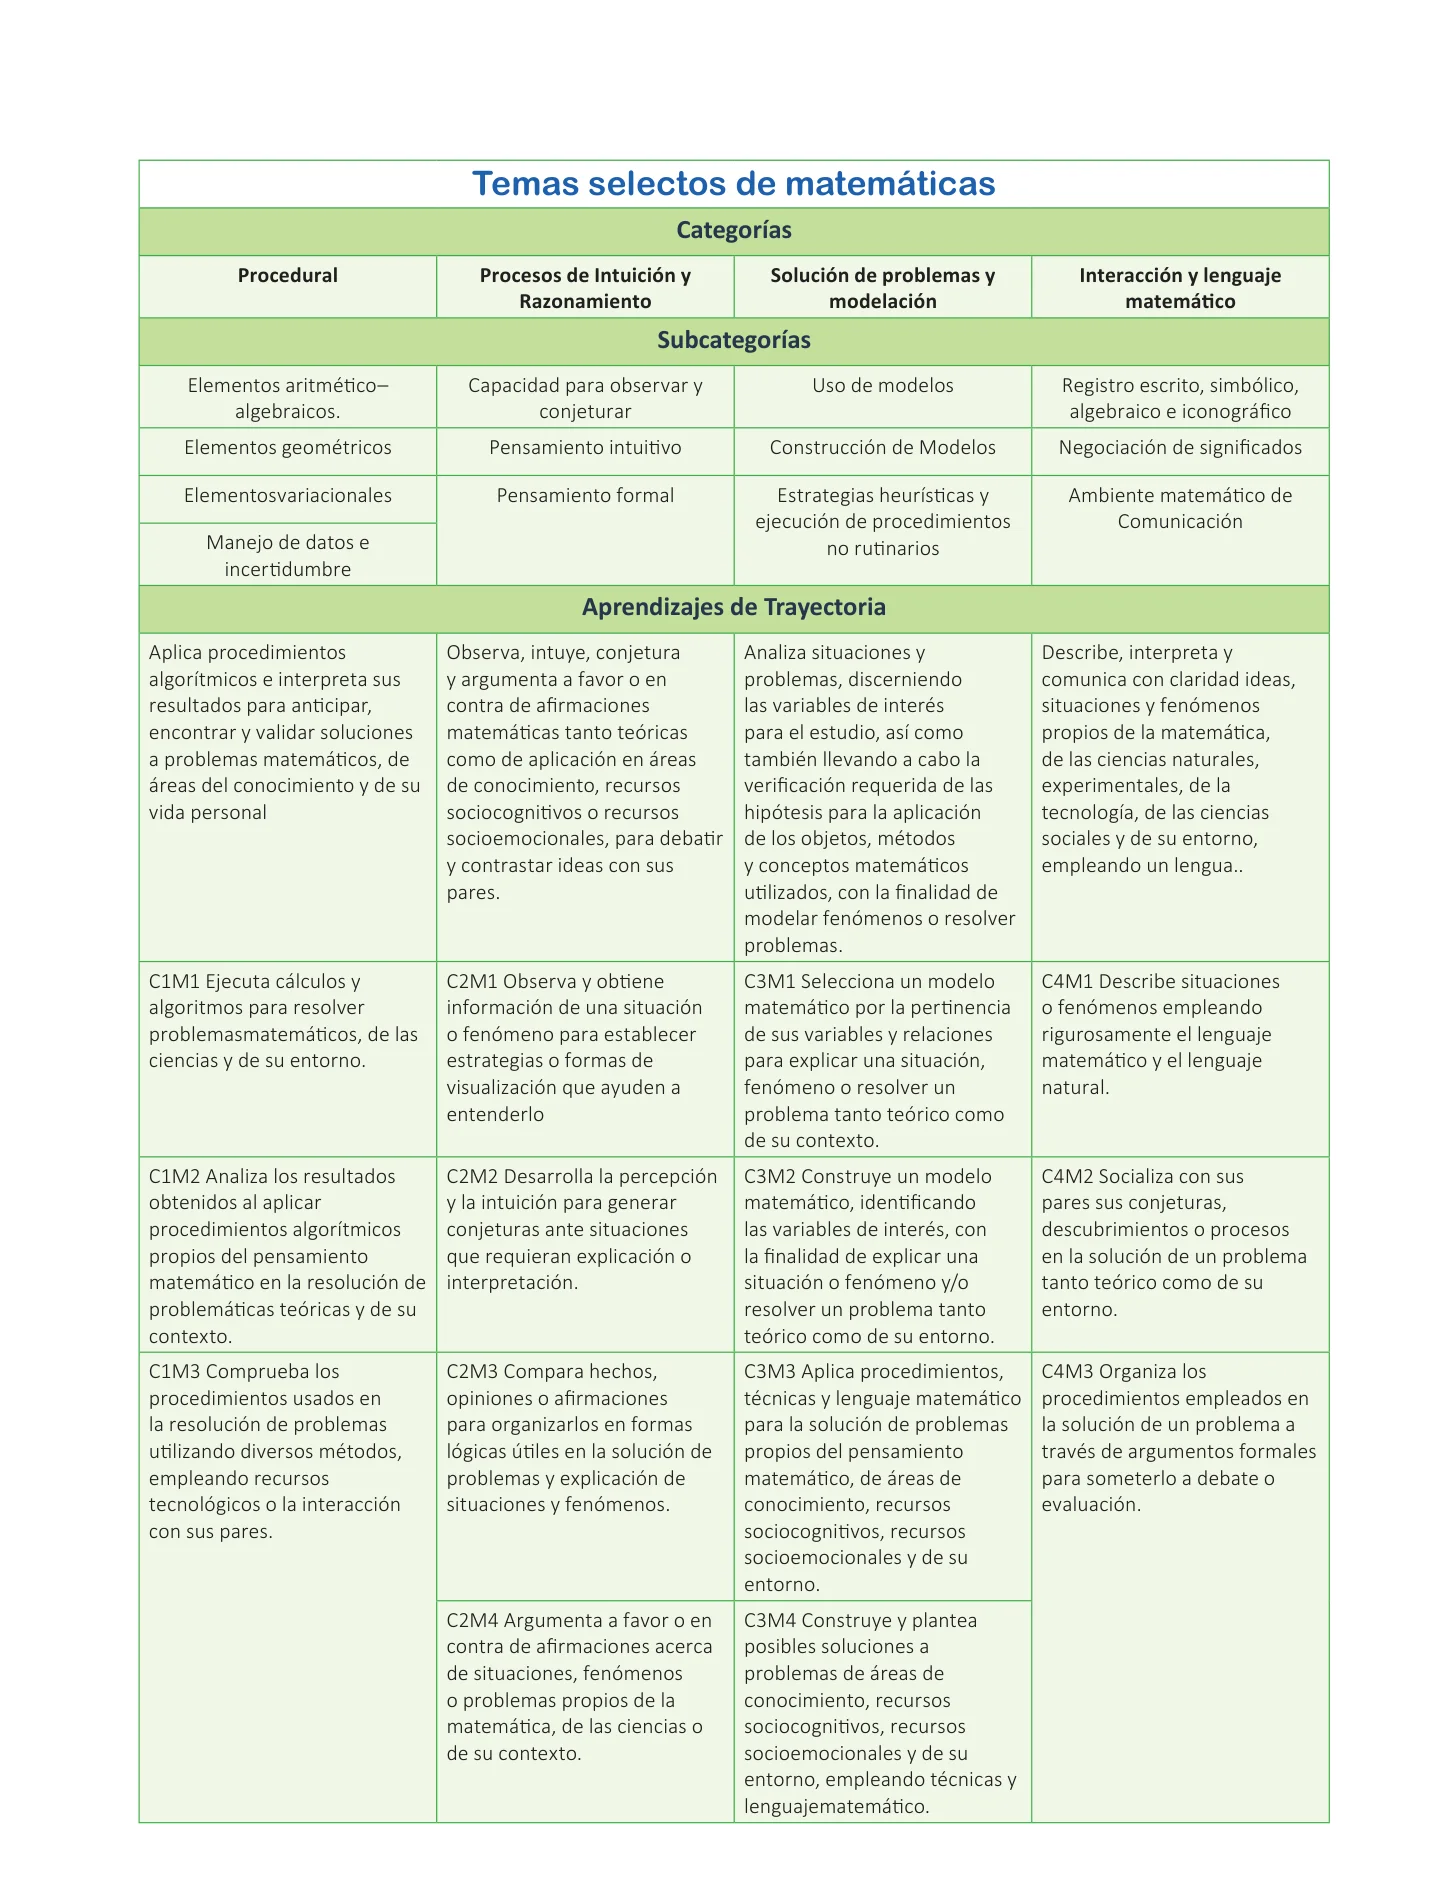 Temas selectos de matemáticas
Categorías
Procedural
Procesos de Intuición y
Razonamiento
Solución de problemas y
modelación
Interacción y lenguaje
matemático
Subcategorías
Elementos aritmético–
algebraicos.
Capacidad para observar y
conjeturar
Uso de modelos
Registro escrito, simbólico,
algebraico e iconográfico
Elementos geométricos
Pensamiento intuitivo
Construcción de Modelos
Negociación de significados
Elementosvariacionales
Pensamiento formal
Estrategias heurísticas y
ejecución de procedimientos
no rutinarios
Ambiente matemático de
Comunicación
Manejo de datos e
incertidumbre
Aprendizajes de Trayectoria
Aplica procedimientos
algorítmicos e interpreta sus
resultados para anticipar,
encontrar y validar soluciones
a problemas matemáticos, de
áreas del conocimiento y de su
vida personal
Observa, intuye, conjetura
y argumenta a favor o en
contra de afirmaciones
matemáticas tanto teóricas
como de aplicación en áreas
de conocimiento, recursos
sociocognitivos o recursos
socioemocionales, para debatir
y contrastar ideas con sus
pares.
Analiza situaciones y
problemas, discerniendo
las variables de interés
para el estudio, así como
también llevando a cabo la
verificación requerida de las
hipótesis para la aplicación
de los objetos, métodos
y conceptos matemáticos
utilizados, con la finalidad de
modelar fenómenos o resolver
problemas.
Describe, interpreta y
comunica con claridad ideas,
situaciones y fenómenos
propios de la matemática,
de las ciencias naturales,
experimentales, de la
tecnología, de las ciencias
sociales y de su entorno,
empleando un lengua..
C1M1 Ejecuta cálculos y
algoritmos para resolver
problemasmatemáticos, de las
ciencias y de su entorno.
C2M1 Observa y obtiene
información de una situación
o fenómeno para establecer
estrategias o formas de
visualización que ayuden a
entenderlo
C3M1 Selecciona un modelo
matemático por la pertinencia
de sus variables y relaciones
para explicar una situación,
fenómeno o resolver un
problema tanto teórico como
de su contexto.
C4M1 Describe situaciones
o fenómenos empleando
rigurosamente el lenguaje
matemático y el lenguaje
natural.
C1M2 Analiza los resultados
obtenidos al aplicar
procedimientos algorítmicos
propios del pensamiento
matemático en la resolución de
problemáticas teóricas y de su
contexto.
C2M2 Desarrolla la percepción
y la intuición para generar
conjeturas ante situaciones
que requieran explicación o
interpretación.
C3M2 Construye un modelo
matemático, identificando
las variables de interés, con
la finalidad de explicar una
situación o fenómeno y/o
resolver un problema tanto
teórico como de su entorno.
C4M2 Socializa con sus
pares sus conjeturas,
descubrimientos o procesos
en la solución de un problema
tanto teórico como de su
entorno.
C1M3 Comprueba los
procedimientos usados en
la resolución de problemas
utilizando diversos métodos,
empleando recursos
tecnológicos o la interacción
con sus pares.
C2M3 Compara hechos,
opiniones o afirmaciones
para organizarlos en formas
lógicas útiles en la solución de
problemas y explicación de
situaciones y fenómenos.
C3M3 Aplica procedimientos,
técnicas y lenguaje matemático
para la solución de problemas
propios del pensamiento
matemático, de áreas de
conocimiento, recursos
sociocognitivos, recursos
socioemocionales y de su
entorno.
C4M3 Organiza los
procedimientos empleados en
la solución de un problema a
través de argumentos formales
para someterlo a debate o
evaluación.
C2M4 Argumenta a favor o en
contra de afirmaciones acerca
de situaciones, fenómenos
o problemas propios de la
matemática, de las ciencias o
de su contexto.
C3M4 Construye y plantea
posibles soluciones a
problemas de áreas de
conocimiento, recursos
sociocognitivos, recursos
socioemocionales y de su
entorno, empleando técnicas y
lenguajematemático.